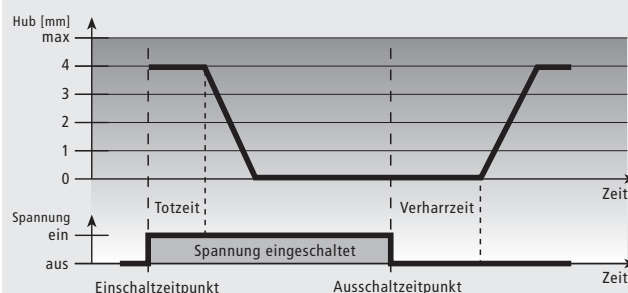 Hub [mm]
max
4
3
2
1
0
Zeit
Totzeit
Verharrzeit
Spannung
ein
Spannung eingeschaltet
aus
Zeit
Einschaltzeitpunkt
Ausschaltzeitpunkt